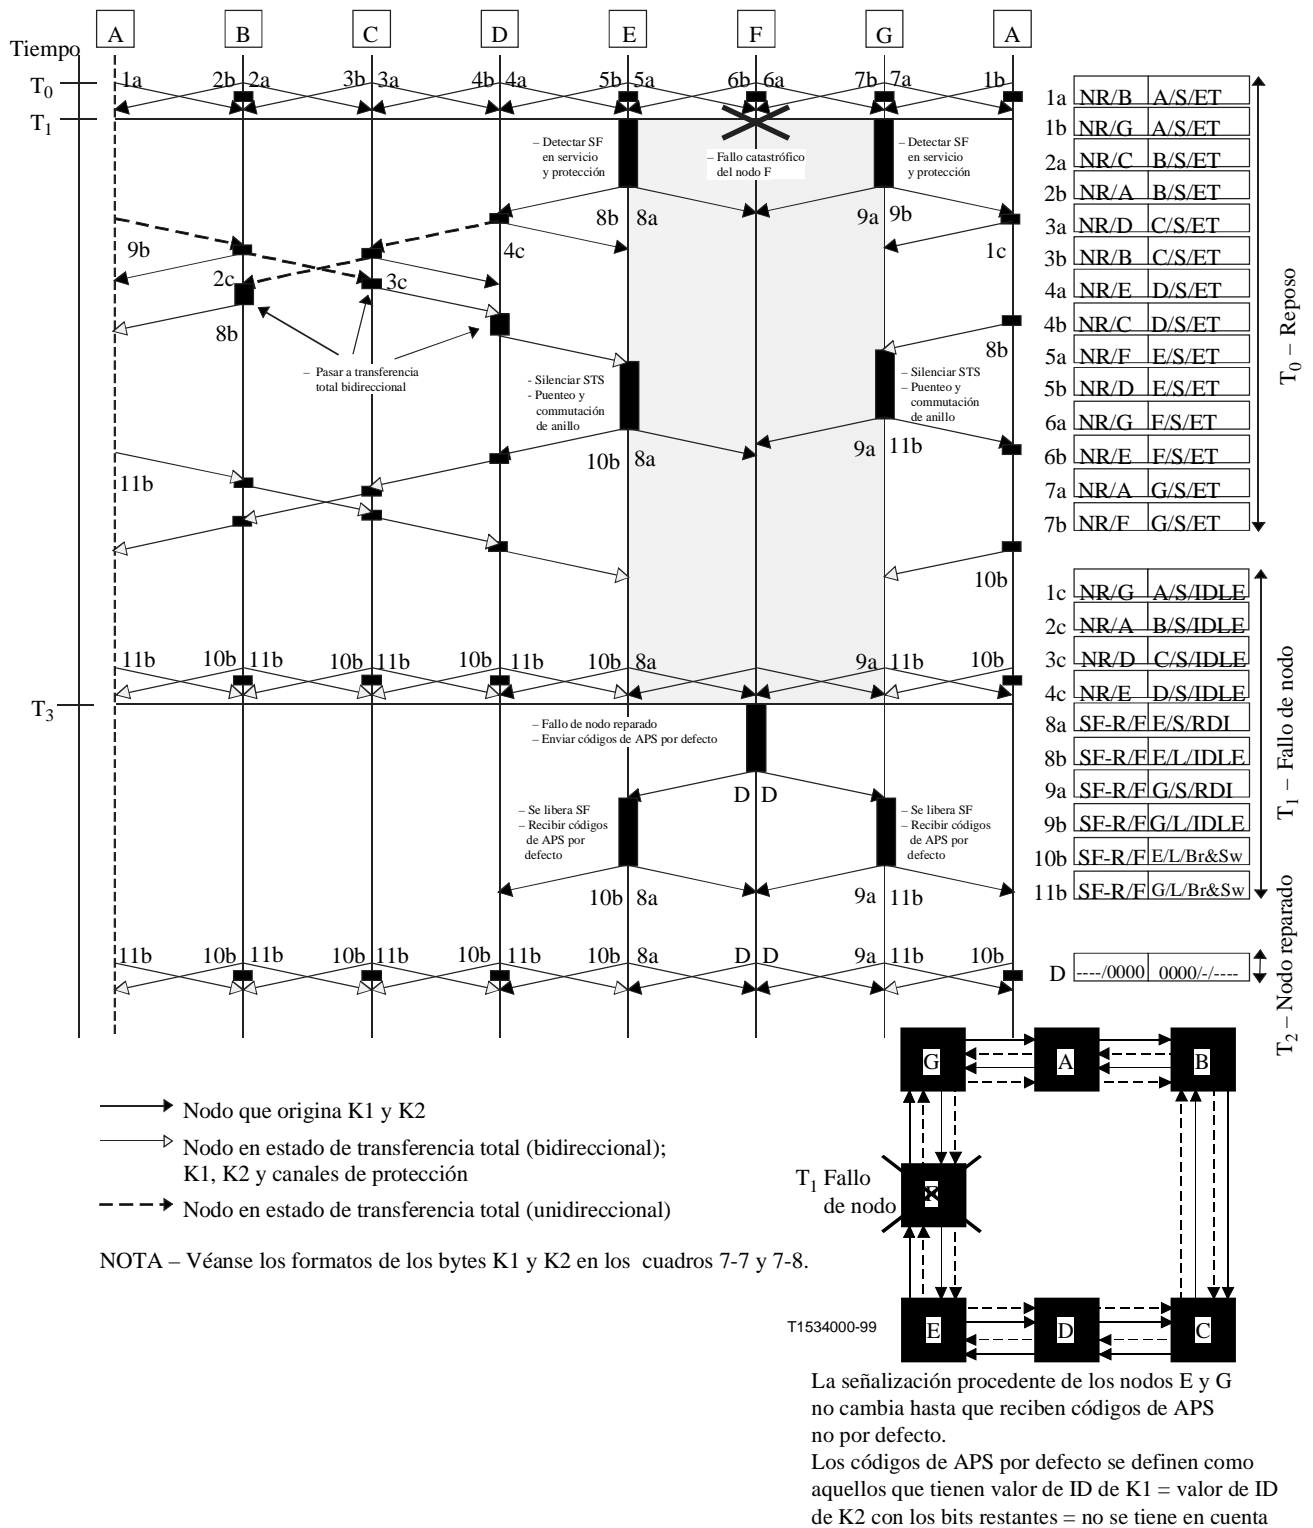 A B C D E F G A
Tiempo
T0
1a 2b 2a 3b 3a 4b 4a 5b 5a 6b 6a 7b 7a 1b
T1
– Detectar SF
en servicio
y protección
– Fallo catastrófico
del nodo F
– Detectar SF
en servicio
y protección
8b 8a 9a 9b
9b 4c 1c
2c 3c
8b 8b
– Pasar a transferencia
total bidireccional
- Silenciar STS
- Puenteo y
commutación
de anillo
– Silenciar STS
– Puenteo y
commutación
de anillo
10b 8a 9a 11b
11b
10b
11b 10b 11b 10b 11b 10b 11b 10b 8a 9a 11b 10b
T3
– Fallo de nodo reparado
– Enviar códigos de APS por defecto
D D
– Se libera SF
– Recibir códigos
de APS por
defecto
– Se libera SF
– Recibir códigos
de APS por
defecto
10b 8a 9a 11b
11b 10b 11b 10b 11b 10b 11b 10b 8a D D 9a 11b 10b
1a NR/B A/S/ET
1b NR/G A/S/ET
2a NR/C B/S/ET
2b NR/A B/S/ET
3a NR/D C/S/ET
3b NR/B C/S/ET
4a NR/E D/S/ET
4b NR/C D/S/ET
5a NR/F E/S/ET
5b NR/D E/S/ET
6a NR/G F/S/ET
6b NR/E F/S/ET
7a NR/A G/S/ET
7b NR/F G/S/ET
T0 – Reposo
1c NR/G A/S/IDLE
2c NR/A B/S/IDLE
3c NR/D C/S/IDLE
4c NR/E D/S/IDLE
8a SF-R/F E/S/RDI
8b SF-R/F E/L/IDLE
9a SF-R/F G/S/RDI
9b SF-R/F G/L/IDLE
10b SF-R/F E/L/Br&Sw
11b SF-R/F G/L/Br&Sw
T1 – Fallo de nodo
D ----/0000 0000/-/----
T2 – Nodo reparado
Nodo que origina K1 y K2
Nodo en estado de transferencia total (bidireccional);
K1, K2 y canales de protección
Nodo en estado de transferencia total (unidireccional)
NOTA – Véanse los formatos de los bytes K1 y K2 en los cuadros 7-7 y 7-8.
G A B
T1 Fallo
de nodo
F
E D C
T1534000-99
La señalización procedente de los nodos E y G
no cambia hasta que reciben códigos de APS
no por defecto.
Los códigos de APS por defecto se definen como
aquellos que tienen valor de ID de K1 = valor de ID
de K2 con los bits restantes = no se tiene en cuenta